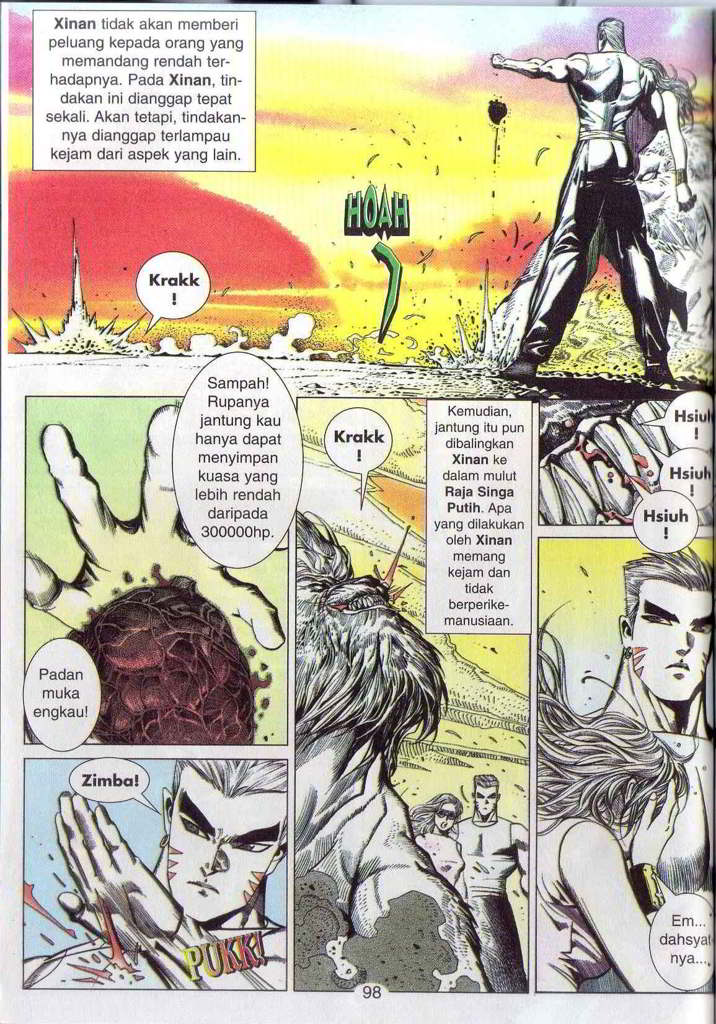 Xinan tidak akan memberi
peluang kepada orang yang
memandang rendah ter-
hadapnya. Pada Xinan, tin-
dakan ini dianggap tepat
sekali. Akan tetapi, tindakan-
nya dianggap terlampau
kejam dari aspek yang lain.
HOAH
Krakk
!
Sampah!
Rupanya
jantung kau
hanya dapat
menyimpan
kuasa yang
lebih rendah
daripada
300000hp.
Padan
muka
engkau!
Krakk
!
Kemudian,
jantung itu pun
dibalingkan
Xinan ke
dalam mulut
Raja Singa
Putih. Apa
yang dilakukan
oleh Xinan
memang
kejam dan
tidak
berperike-
manusiaan.
Hsiuh
!
Hsiuh
!
Hsiuh
!
Zimba!
PUKK!
Em...
dahsyat
nya...
98